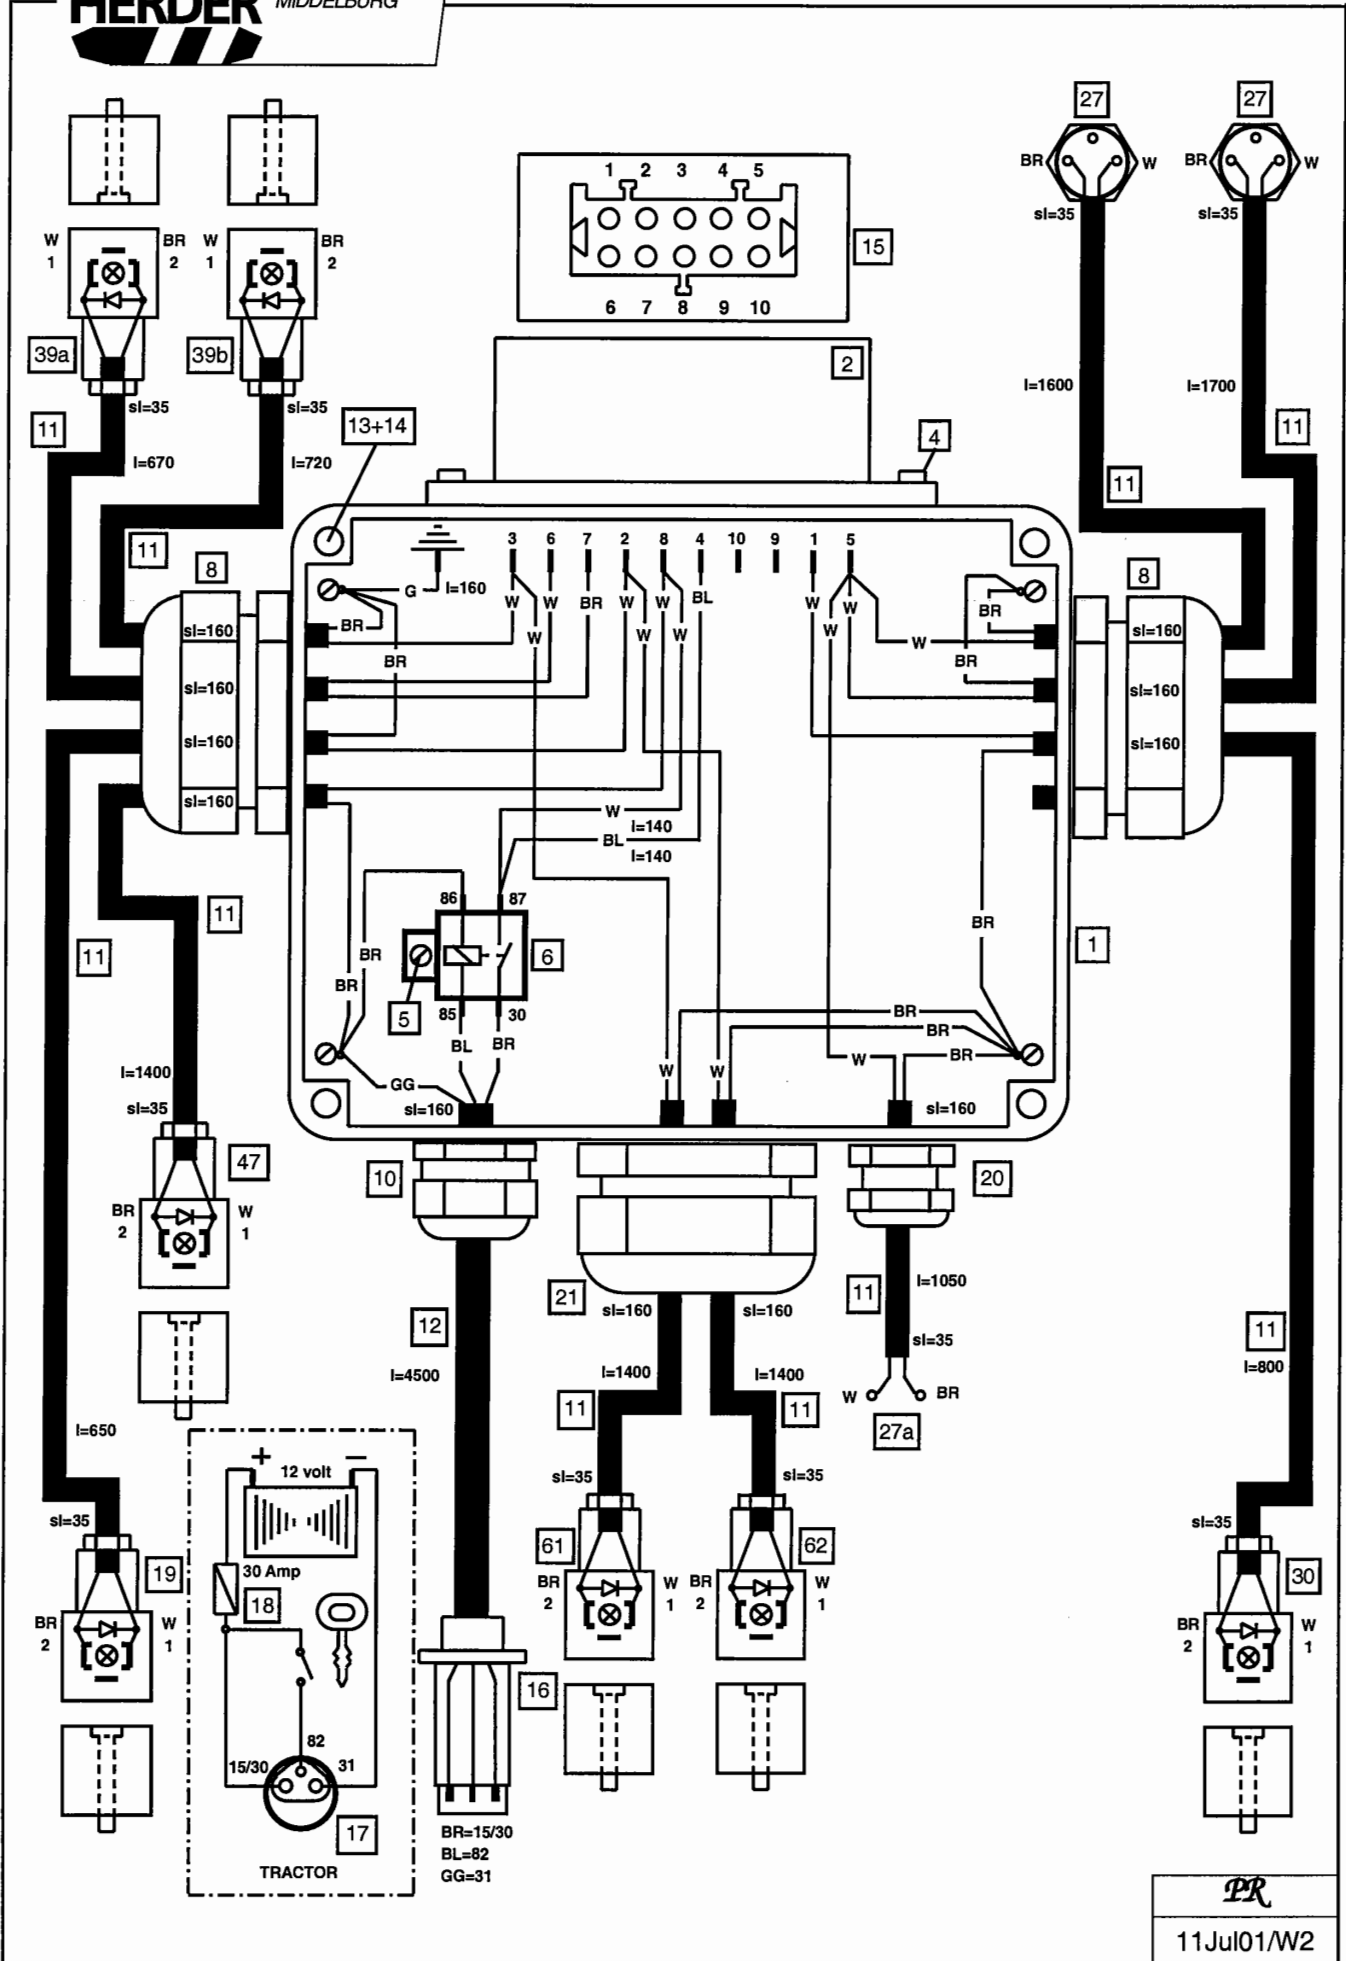 HERDER MIDDELBURG
27 27
BR W BR W
sl=35 sl=35
1 2 3 4 5
15
6 7 8 9 10
W BR W BR
1 2 1 2
39a 39b
2
sl=35 sl=35
l=1600 l=1700
11 13+14 4 11
l=670 l=720
11
11 3 6 7 2 8 4 10 9 1 5
8 8
G l=160
W W BR W W BL W W
sl=160 BR W W W W W BR sl=160
BR BR
sl=160 sl=160
sl=160 sl=160
sl=160
W
l=140
BL
l=140
86 87
11
11 BR 6 BR 1
BR
5 85 30
BL BR
BR
BR
W BR
l=1400 GG W W
sl=35 sl=160 sl=160
47 10 20
BR W
2 1
21 11 l=1050
sl=160 sl=160
12 sl=35 11
l=4500 l=1400 l=1400 l=800
W BR
11 11
27a
l=650
+ −
12 volt
sl=35 sl=35
sl=35 sl=35
61 62
19 30 Amp 30
18
BR W BR W
2 1 2 1
BR W BR W
2 1 2 1
16
82
15/30 31
17
BR=15/30
BL=82
GG=31
TRACTOR
PR
11Jul01/W2